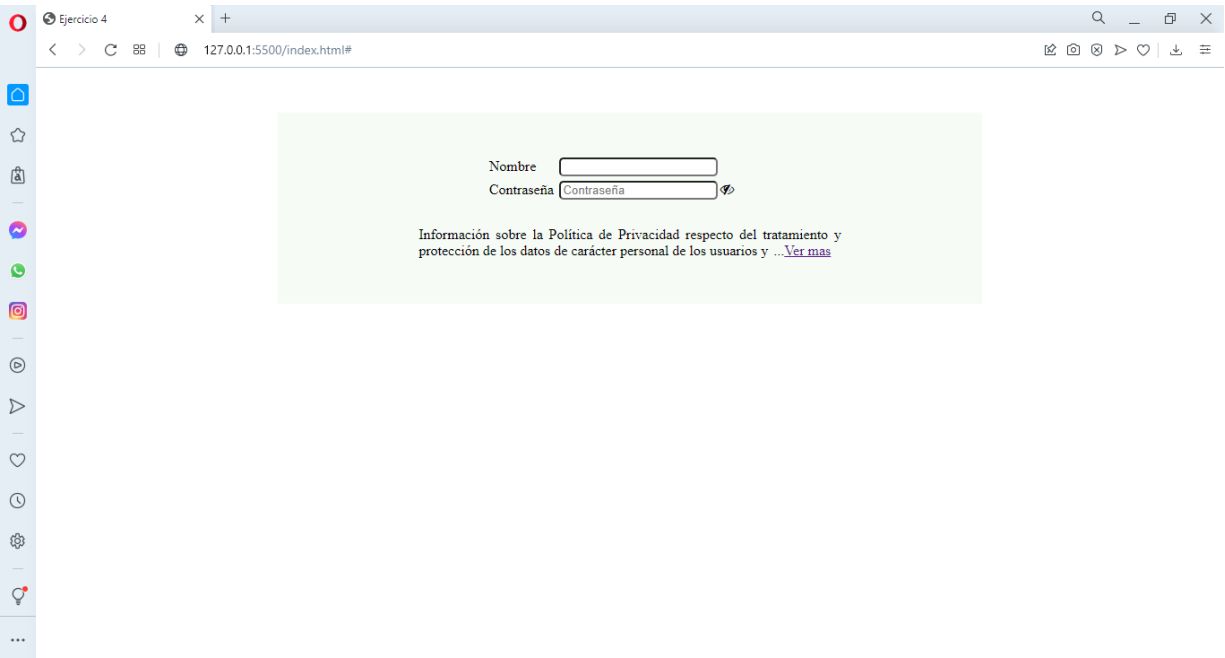 Ejercicio 4
127.0.0.1:5500/index.html#
Nombre
Contraseña Contraseña
Información sobre la Política de Privacidad respecto del tratamiento y
protección de los datos de carácter personal de los usuarios y ...Ver mas